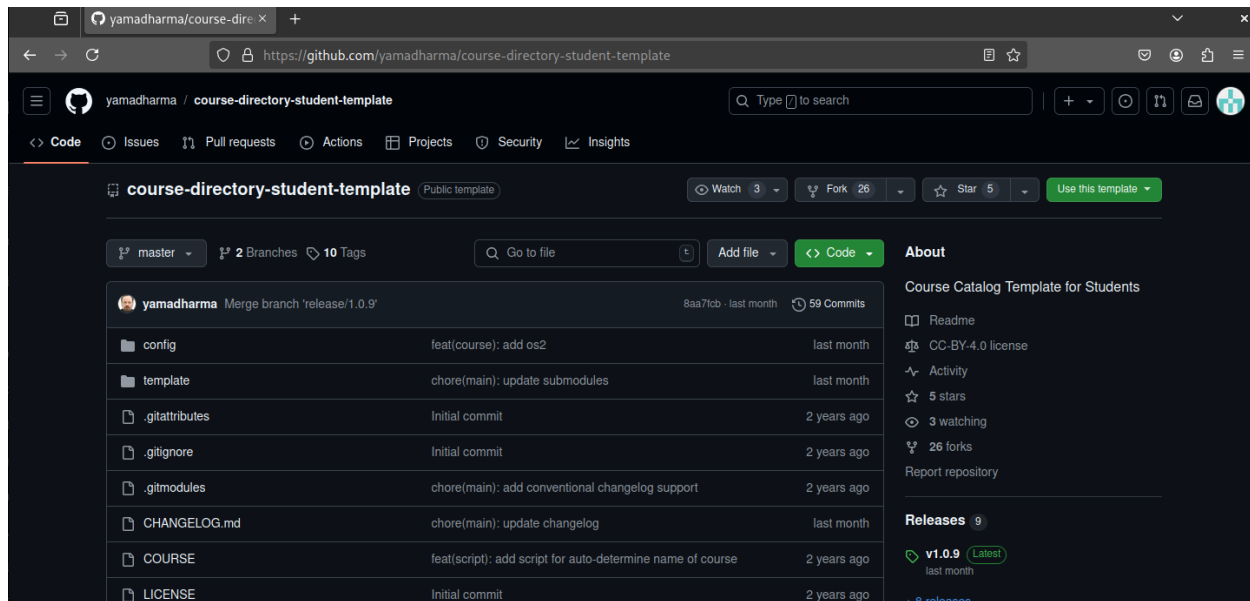 yamadharma/course-dire
https://github.com/yamadharma/course-directory-student-template
yamadharma / course-directory-student-template
Type / to search
Code Issues Pull requests Actions Projects Security Insights
course-directory-student-template Public template
Watch 3 Fork 26 Star 5 Use this template
master 2 Branches 10 Tags Go to file t Add file Code
About
Course Catalog Template for Students
yamadharma Merge branch 'release/1.0.9' 8aa7fcb · last month 59 Commits
Readme
config feat(course): add os2 last month
CC-BY-4.0 license
Activity
template chore(main): update submodules last month
5 stars
.gitattributes Initial commit 2 years ago
3 watching
.gitignore Initial commit 2 years ago
26 forks
Report repository
.gitmodules chore(main): add conventional changelog support 2 years ago
CHANGELOG.md chore(main): update changelog last month
Releases 9
COURSE feat(script): add script for auto-determine name of course 2 years ago
v1.0.9 Latest
last month
LICENSE Initial commit 2 years ago
+ 8 releases